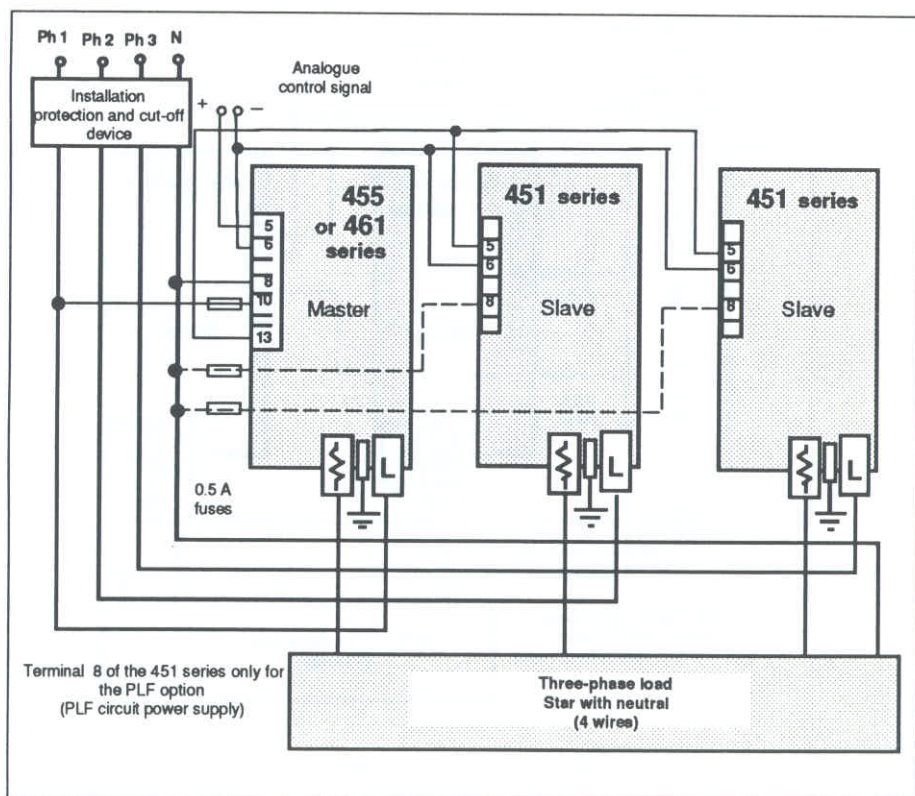 Ph 1 Ph 2 Ph 3 N
Installation
protection and cut-off
device
Analogue
control signal
+ −
455
or 461
series
Master
5
6
8
10
13
451 series
Slave
5
6
8
451 series
Slave
5
6
8
L
L
L
0.5 A
fuses
Terminal 8 of the 451 series only for
the PLF option
(PLF circuit power supply)
Three-phase load
Star with neutral
(4 wires)